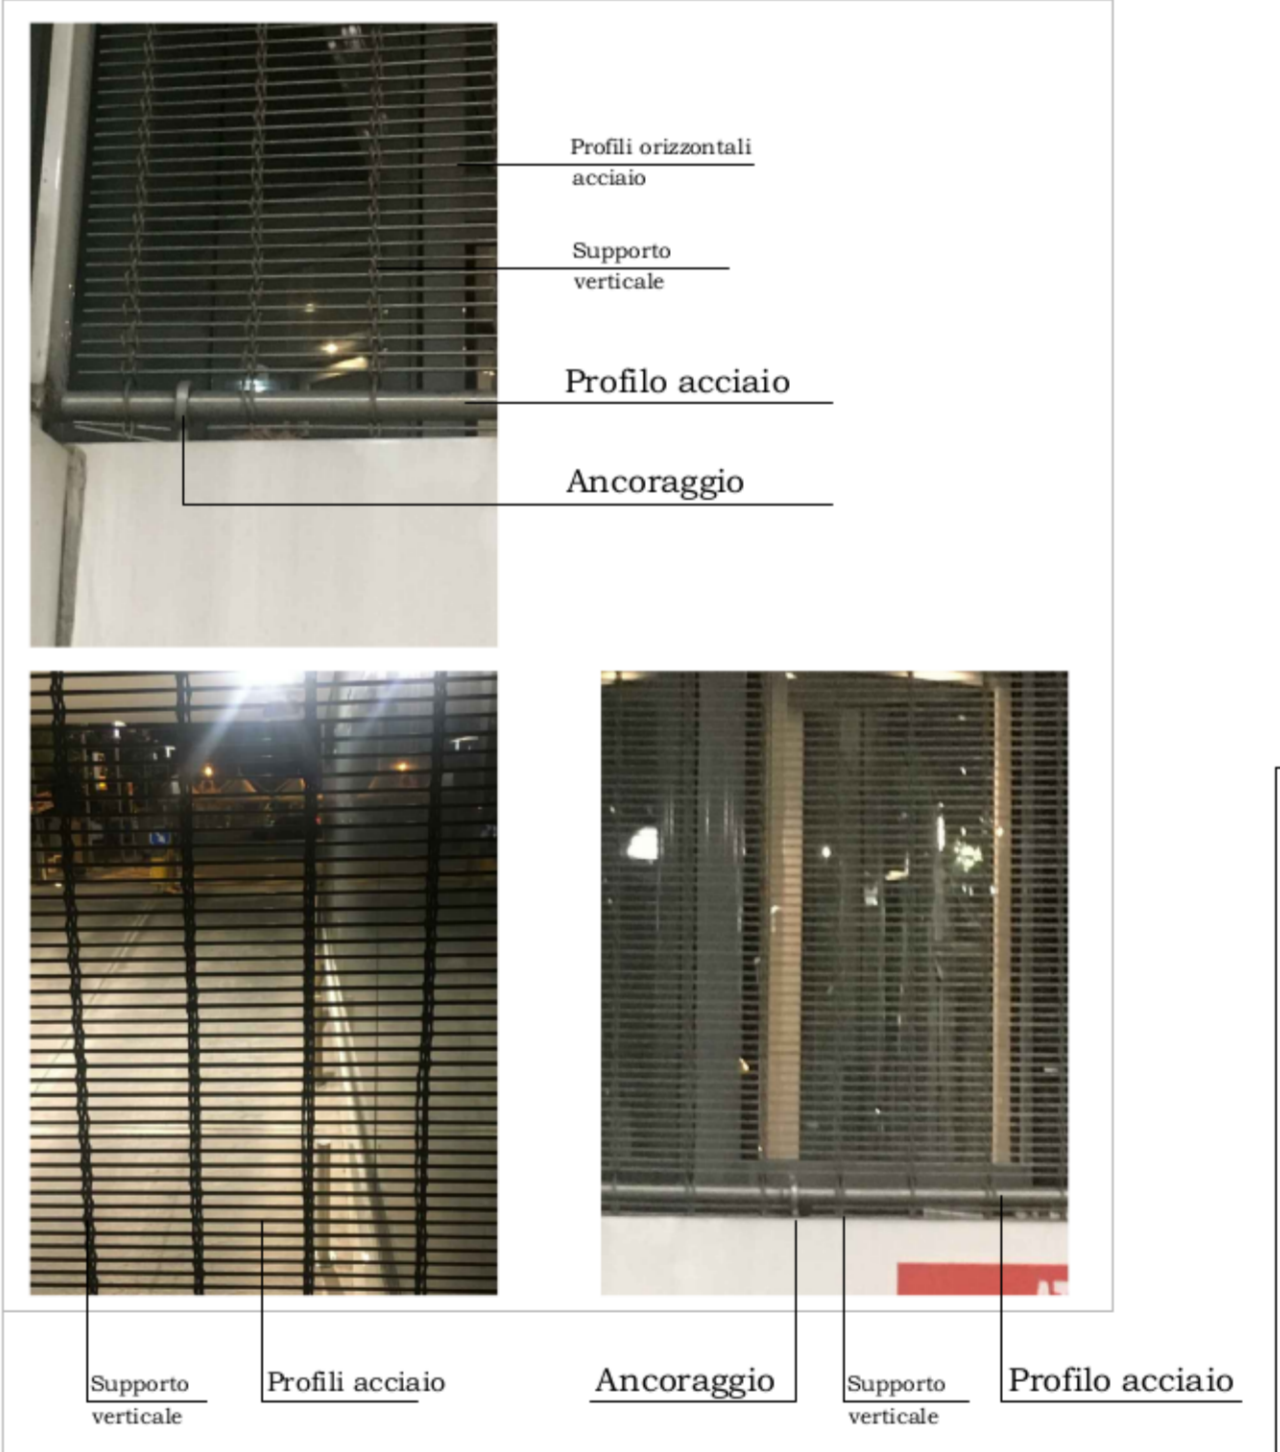 Profili orizzontali
acciaio
Supporto
verticale
Profilo acciaio
Ancoraggio
Supporto
verticale
Profili acciaio
Ancoraggio
Supporto
verticale
Profilo acciaio